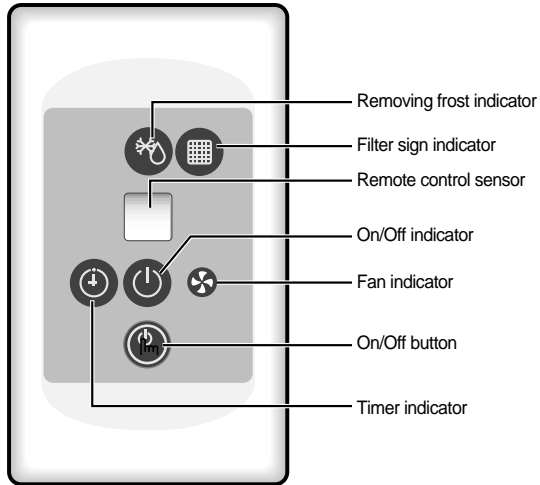 Removing frost indicator
Filter sign indicator
Remote control sensor
On/Off indicator
Fan indicator
On/Off button
Timer indicator